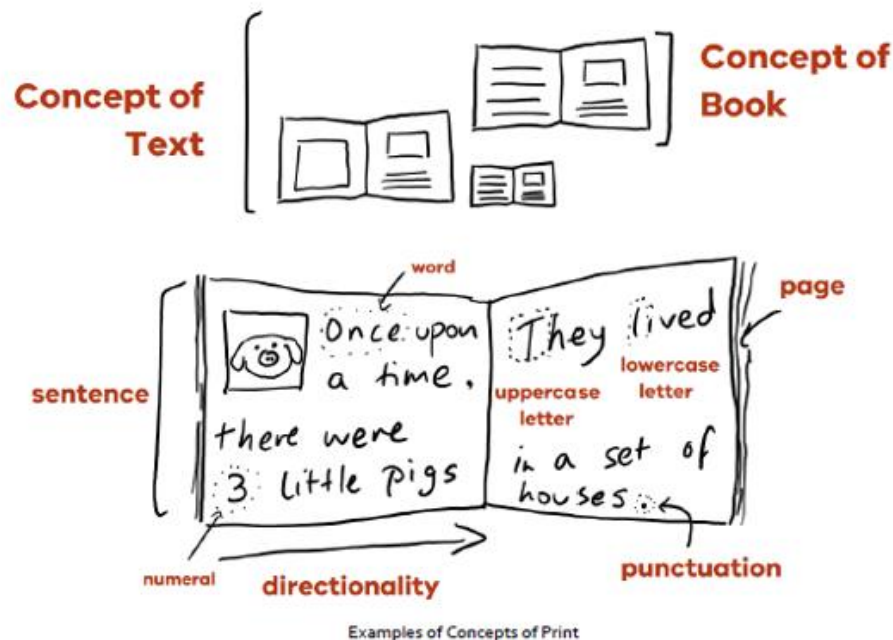 Concept of
Text
Concept of
Book
word
page
sentence
Once upon
a time.
there were
3 little pigs
They lived
uppercase
letter
lowercase
letter
in a set of
houses.
numeral
directionality
punctuation
Examples of Concepts of Print